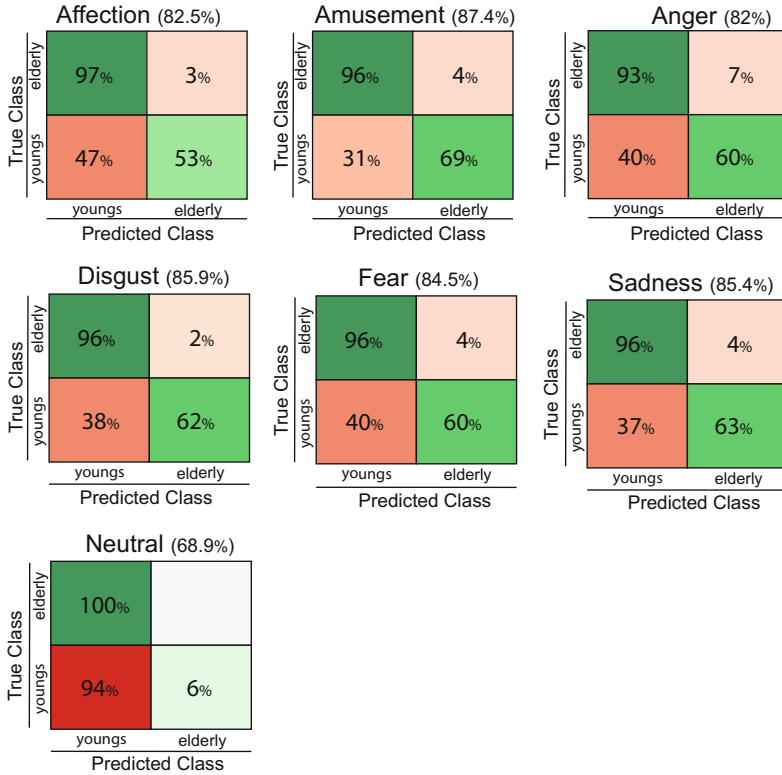 Affection (82.5%)
True Class
elderly
youngs
97% 3%
47% 53%
youngs elderly
Predicted Class
Amusement (87.4%)
True Class
elderly
youngs
96% 4%
31% 69%
youngs elderly
Predicted Class
Anger (82%)
True Class
elderly
youngs
93% 7%
40% 60%
youngs elderly
Predicted Class
Disgust (85.9%)
True Class
elderly
youngs
96% 2%
38% 62%
youngs elderly
Predicted Class
Fear (84.5%)
True Class
elderly
youngs
96% 4%
40% 60%
youngs elderly
Predicted Class
Sadness (85.4%)
True Class
elderly
youngs
96% 4%
37% 63%
youngs elderly
Predicted Class
Neutral (68.9%)
True Class
elderly
youngs
100%
94% 6%
youngs elderly
Predicted Class